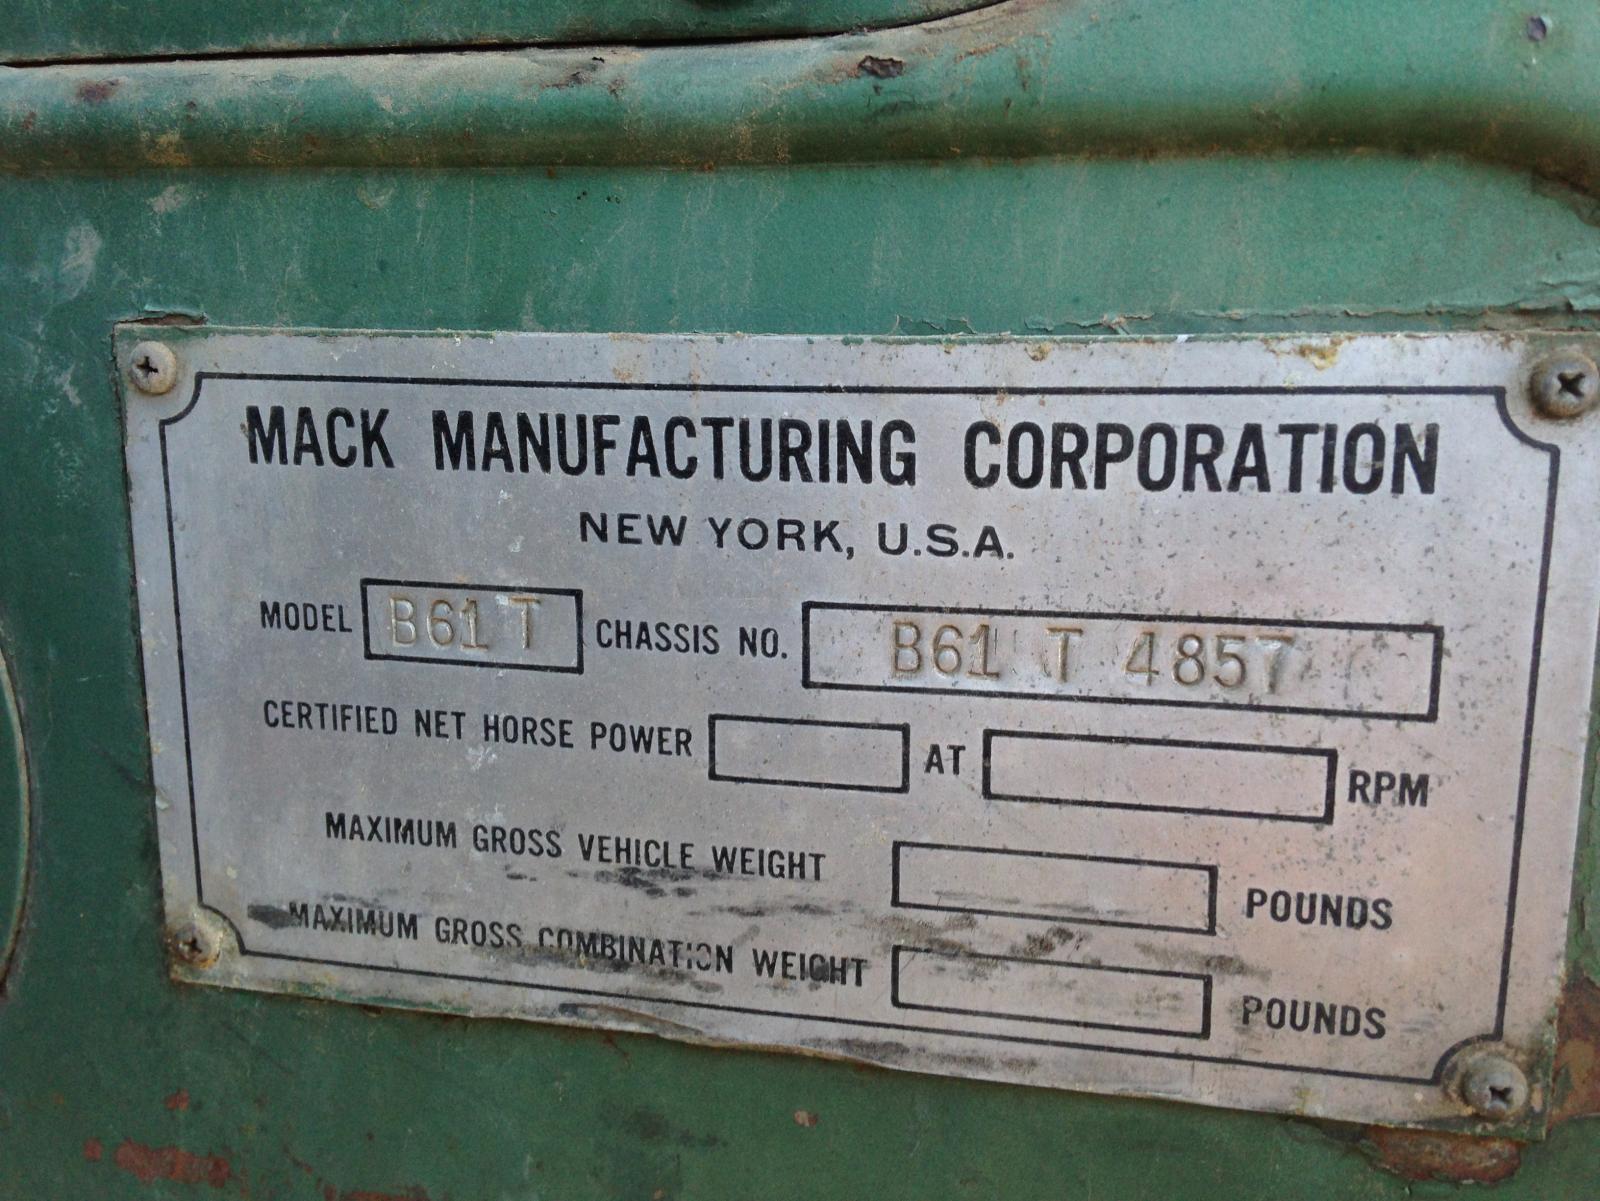 MACK MANUFACTURING CORPORATION
NEW YORK, U.S.A.
MODEL B61 T CHASSIS NO. B61 T 4857
CERTIFIED NET HORSE POWER AT RPM
MAXIMUM GROSS VEHICLE WEIGHT POUNDS
MAXIMUM GROSS COMBINATION WEIGHT POUNDS